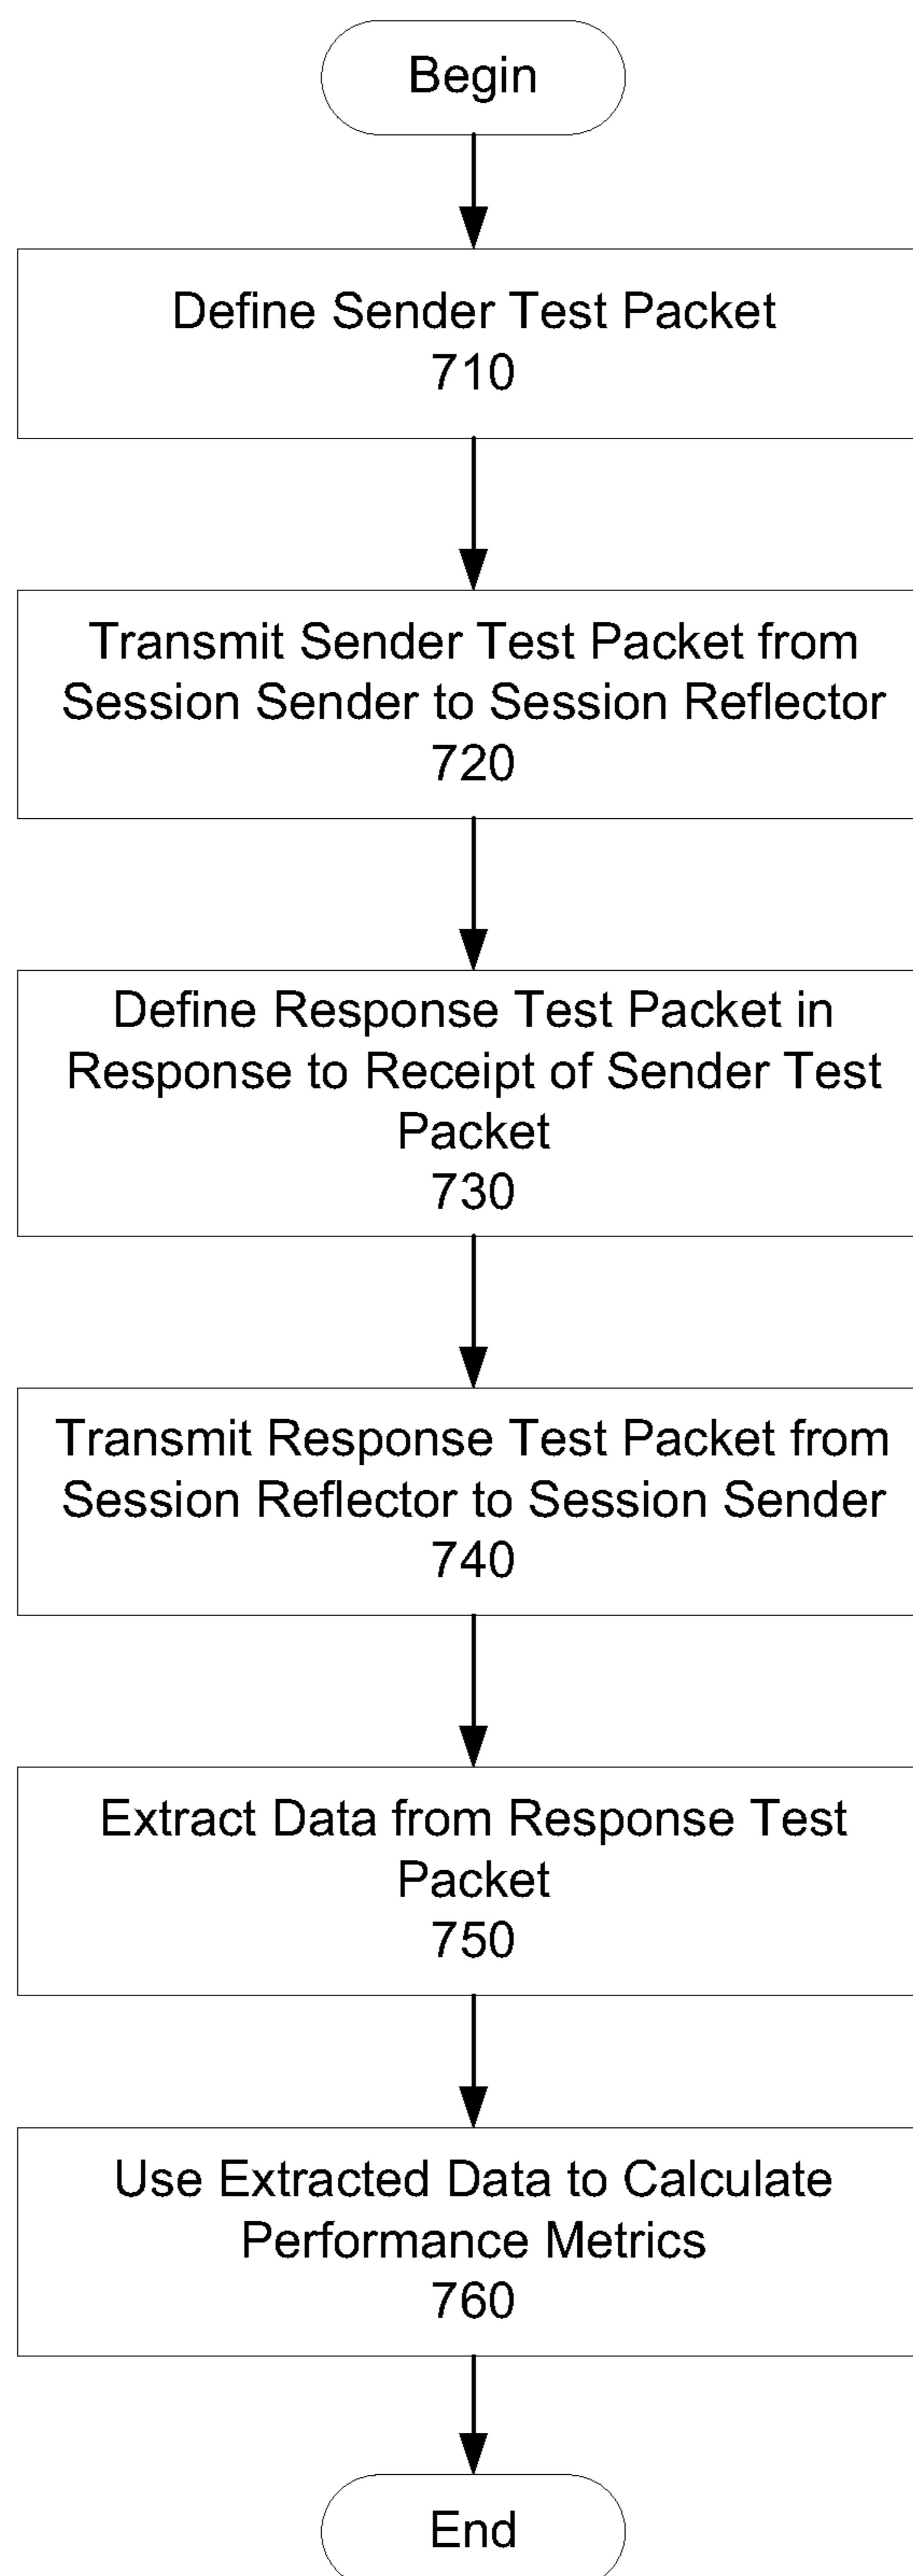 Begin
Define Sender Test Packet
710
Transmit Sender Test Packet from
Session Sender to Session Reflector
720
Define Response Test Packet in
Response to Receipt of Sender Test
Packet
730
Transmit Response Test Packet from
Session Reflector to Session Sender
740
Extract Data from Response Test
Packet
750
Use Extracted Data to Calculate
Performance Metrics
760
End